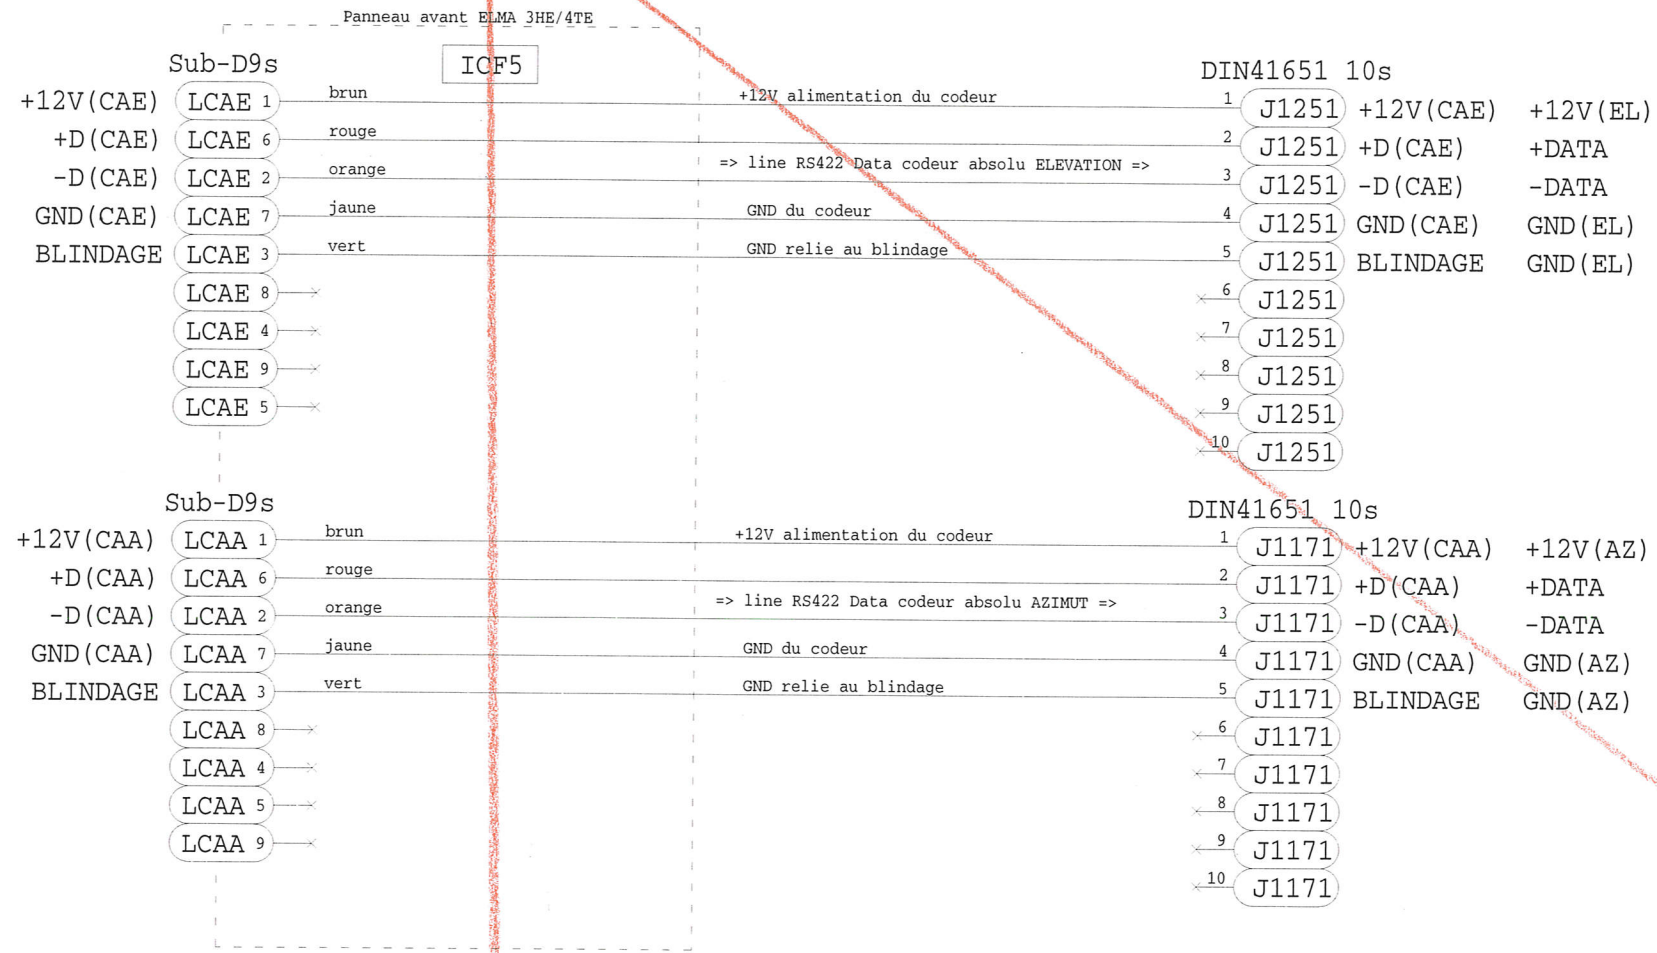 Panneau avant ELMA 3HE/4TE
ICF5
Sub-D9s
DIN41651 10s
+12V(CAE) LCAE 1 brun +12V alimentation du codeur 1 J1251 +12V(CAE) +12V(EL)
+D(CAE) LCAE 6 rouge 2 J1251 +D(CAE) +DATA
=> line RS422 Data codeur absolu ELEVATION =>
-D(CAE) LCAE 2 orange 3 J1251 -D(CAE) -DATA
GND(CAE) LCAE 7 jaune GND du codeur 4 J1251 GND(CAE) GND(EL)
BLINDAGE LCAE 3 vert GND relie au blindage 5 J1251 BLINDAGE GND(EL)
LCAE 8 6 J1251
LCAE 4 7 J1251
LCAE 9 8 J1251
LCAE 5 9 J1251
10 J1251
Sub-D9s
DIN41651 10s
+12V(CAA) LCAA 1 brun +12V alimentation du codeur 1 J1171 +12V(CAA) +12V(AZ)
+D(CAA) LCAA 6 rouge 2 J1171 +D(CAA) +DATA
=> line RS422 Data codeur absolu AZIMUT =>
-D(CAA) LCAA 2 orange 3 J1171 -D(CAA) -DATA
GND(CAA) LCAA 7 jaune GND du codeur 4 J1171 GND(CAA) GND(AZ)
BLINDAGE LCAA 3 vert GND relie au blindage 5 J1171 BLINDAGE GND(AZ)
LCAA 8 6 J1171
LCAA 4 7 J1171
LCAA 5 8 J1171
LCAA 9 9 J1171
10 J1171